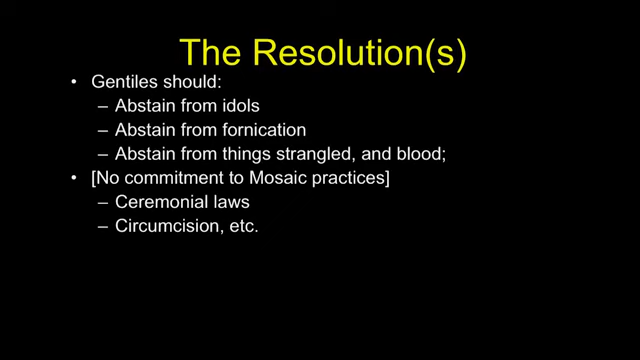 The Resolution(s)
• Gentiles should:
– Abstain from idols
– Abstain from fornication
– Abstain from things strangled, and blood;
• [No commitment to Mosaic practices]
– Ceremonial laws
– Circumcision, etc.